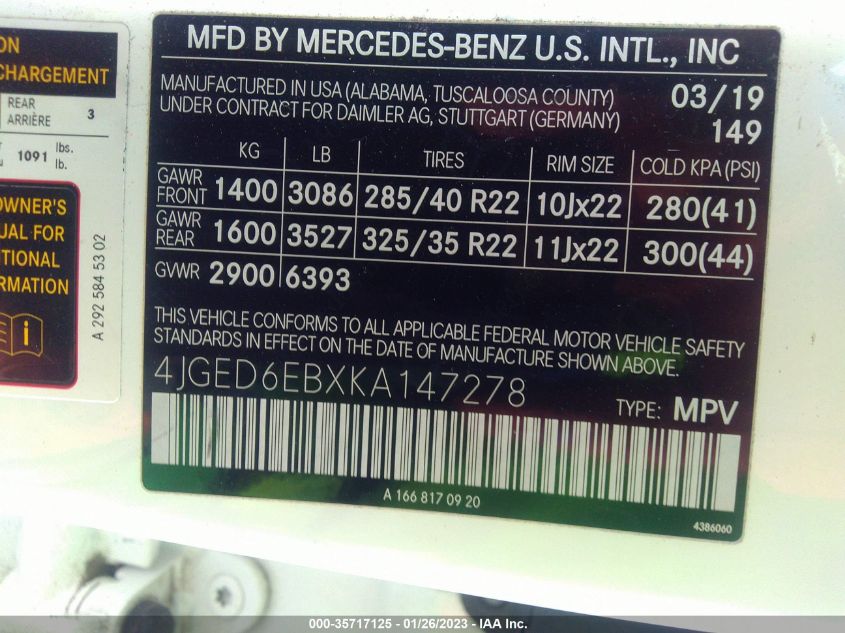 ON
CHARGEMENT
REAR
ARRIÈRE 3
1091 lbs.
lb.
OWNER'S
UAL FOR
ITIONAL
ORMATION
A 292 584 53 02
MFD BY MERCEDES-BENZ U.S. INTL., INC
MANUFACTURED IN USA (ALABAMA, TUSCALOOSA COUNTY) 03/19
UNDER CONTRACT FOR DAIMLER AG, STUTTGART (GERMANY) 149
KG LB TIRES RIM SIZE COLD KPA (PSI)
GAWR FRONT 1400 3086 285/40 R22 10Jx22 280(41)
GAWR REAR 1600 3527 325/35 R22 11Jx22 300(44)
GVWR 2900 6393
THIS VEHICLE CONFORMS TO ALL APPLICABLE FEDERAL MOTOR VEHICLE SAFETY
STANDARDS IN EFFECT ON THE DATE OF MANUFACTURE SHOWN ABOVE.
4JGED6EBXKA147278
TYPE: MPV
A 166 817 09 20
4386060
000-35717125 - 01/26/2023 - IAA Inc.